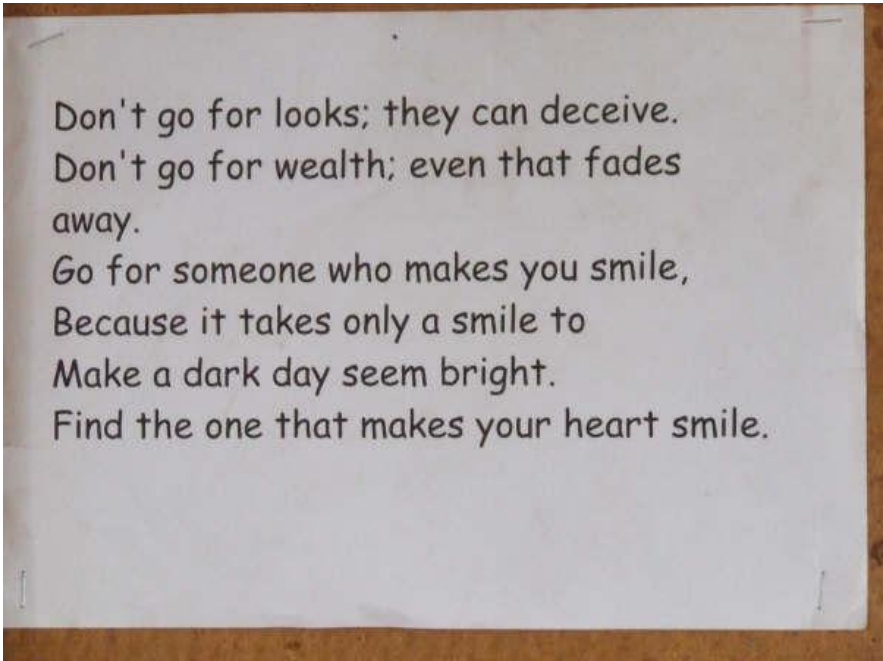 Don't go for looks; they can deceive.
Don't go for wealth; even that fades
away.
Go for someone who makes you smile,
Because it takes only a smile to
Make a dark day seem bright.
Find the one that makes your heart smile.